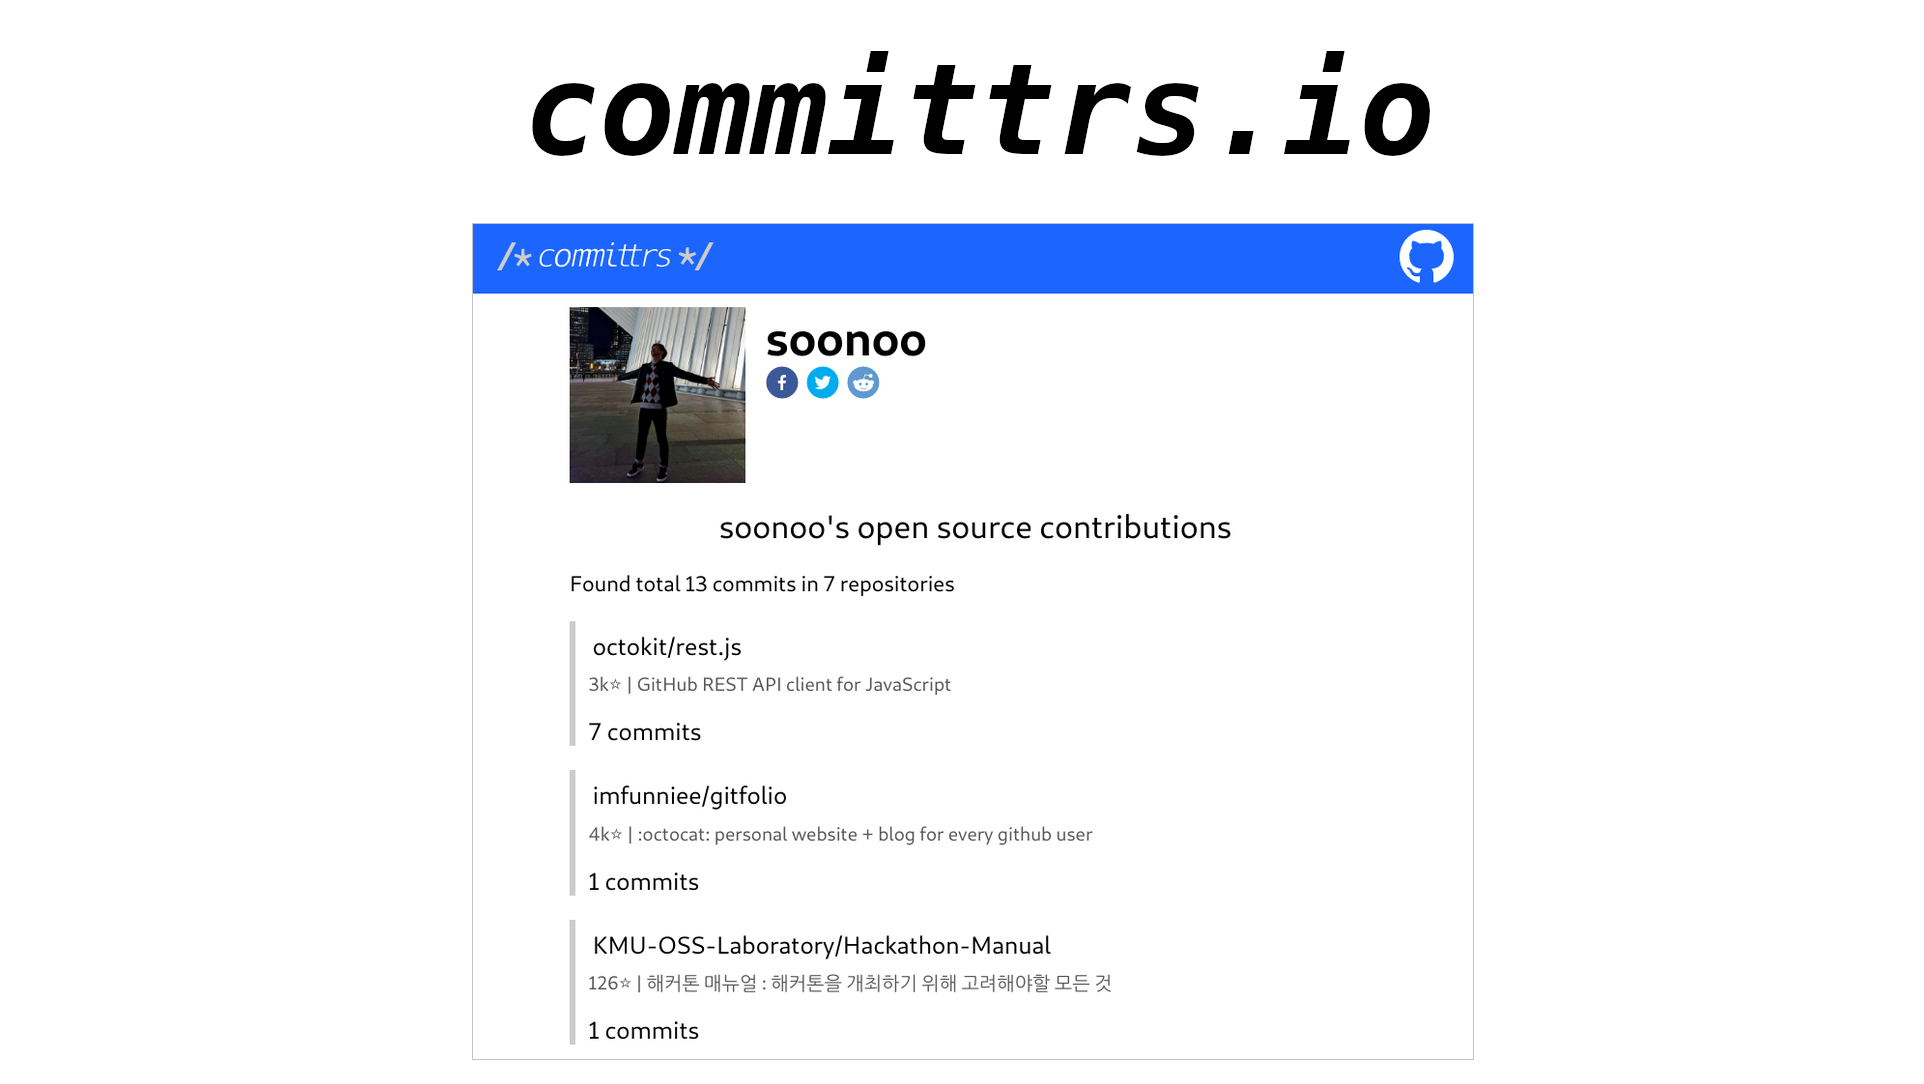 committrs.io
/* committrs */
soonoo
soonoo's open source contributions
Found total 13 commits in 7 repositories
octokit/rest.js
3k⭐ | GitHub REST API client for JavaScript
7 commits
imfunniee/gitfolio
4k⭐ | :octocat: personal website + blog for every github user
1 commits
KMU-OSS-Laboratory/Hackathon-Manual
126⭐ | 해커톤 매뉴얼 : 해커톤을 개최하기 위해 고려해야할 모든 것
1 commits